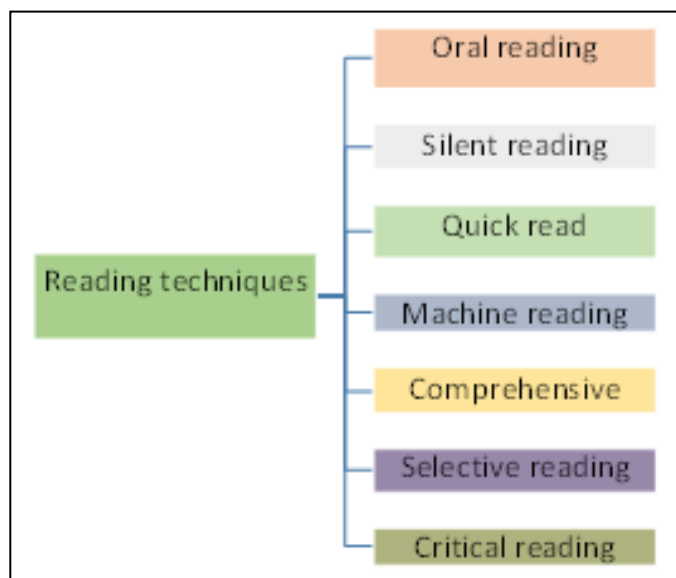 Reading techniques
Oral reading
Silent reading
Quick read
Machine reading
Comprehensive
Selective reading
Critical reading